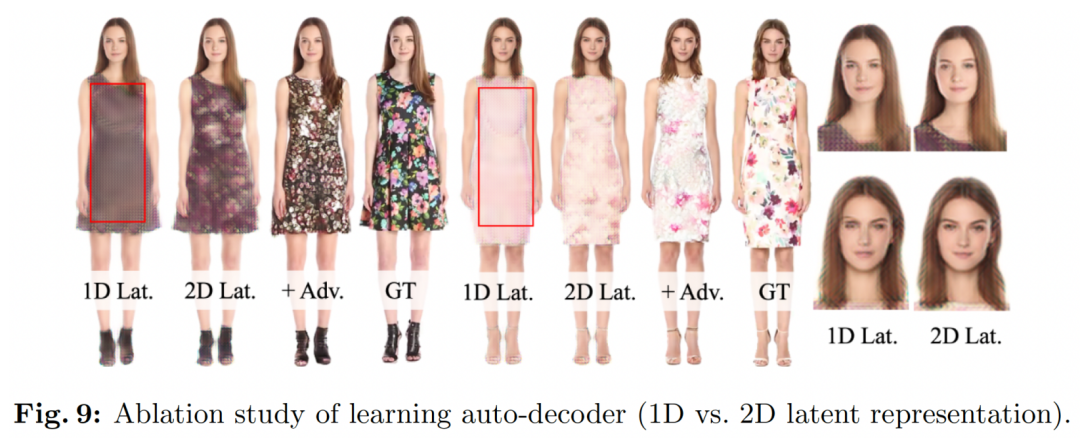 1D Lat. 2D Lat. + Adv. GT 1D Lat. 2D Lat. + Adv. GT
1D Lat. 2D Lat.
Fig. 9: Ablation study of learning auto-decoder (1D vs. 2D latent representation).